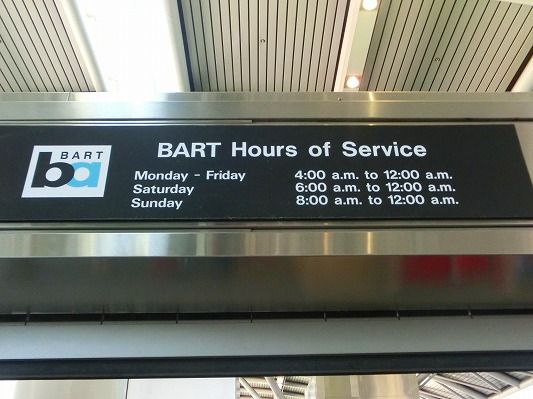 BART
ba
BART Hours of Service
Monday - Friday 4:00 a.m. to 12:00 a.m.
Saturday 6:00 a.m. to 12:00 a.m.
Sunday 8:00 a.m. to 12:00 a.m.